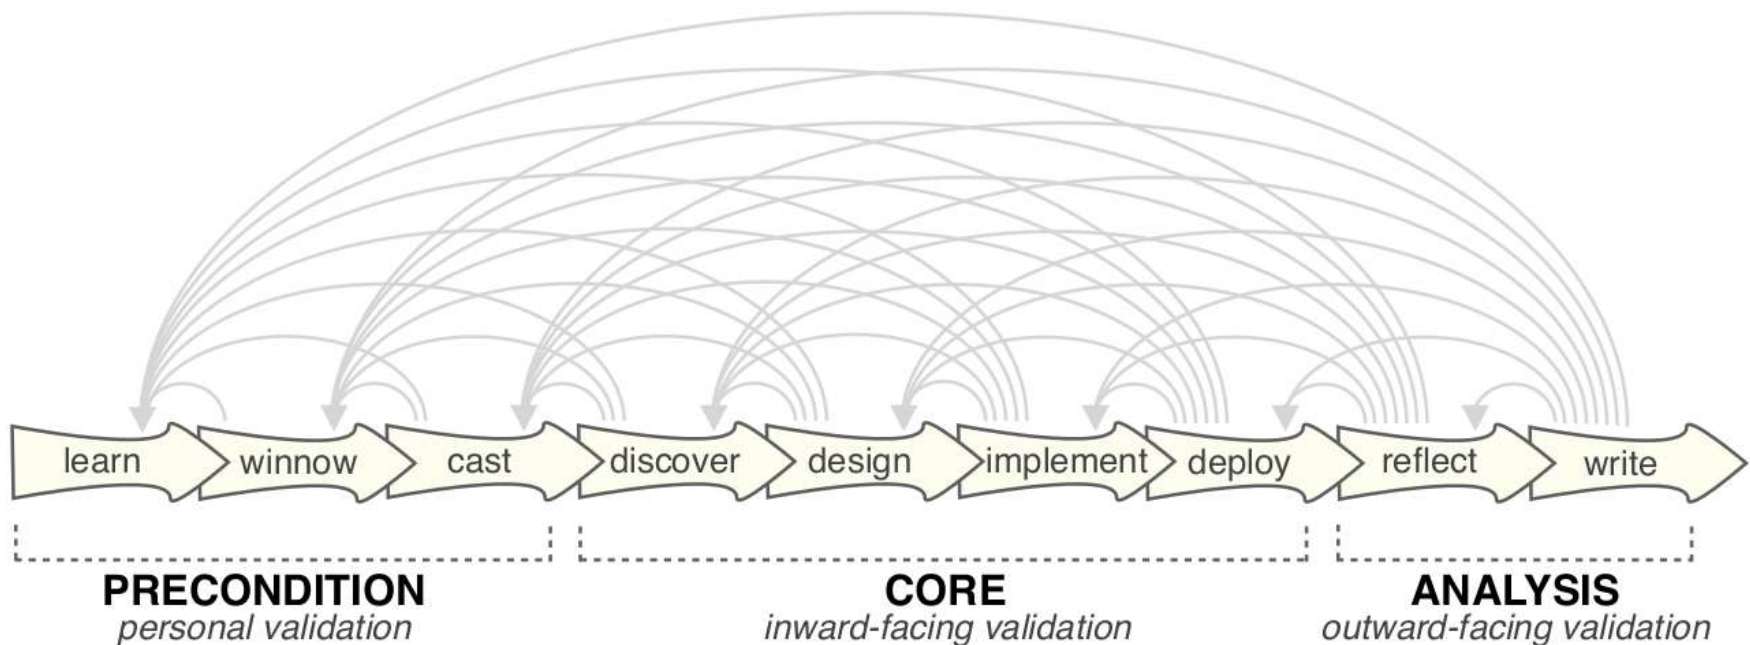 learn winnow cast discover design implement deploy reflect write
PRECONDITION CORE ANALYSIS
personal validation inward-facing validation outward-facing validation